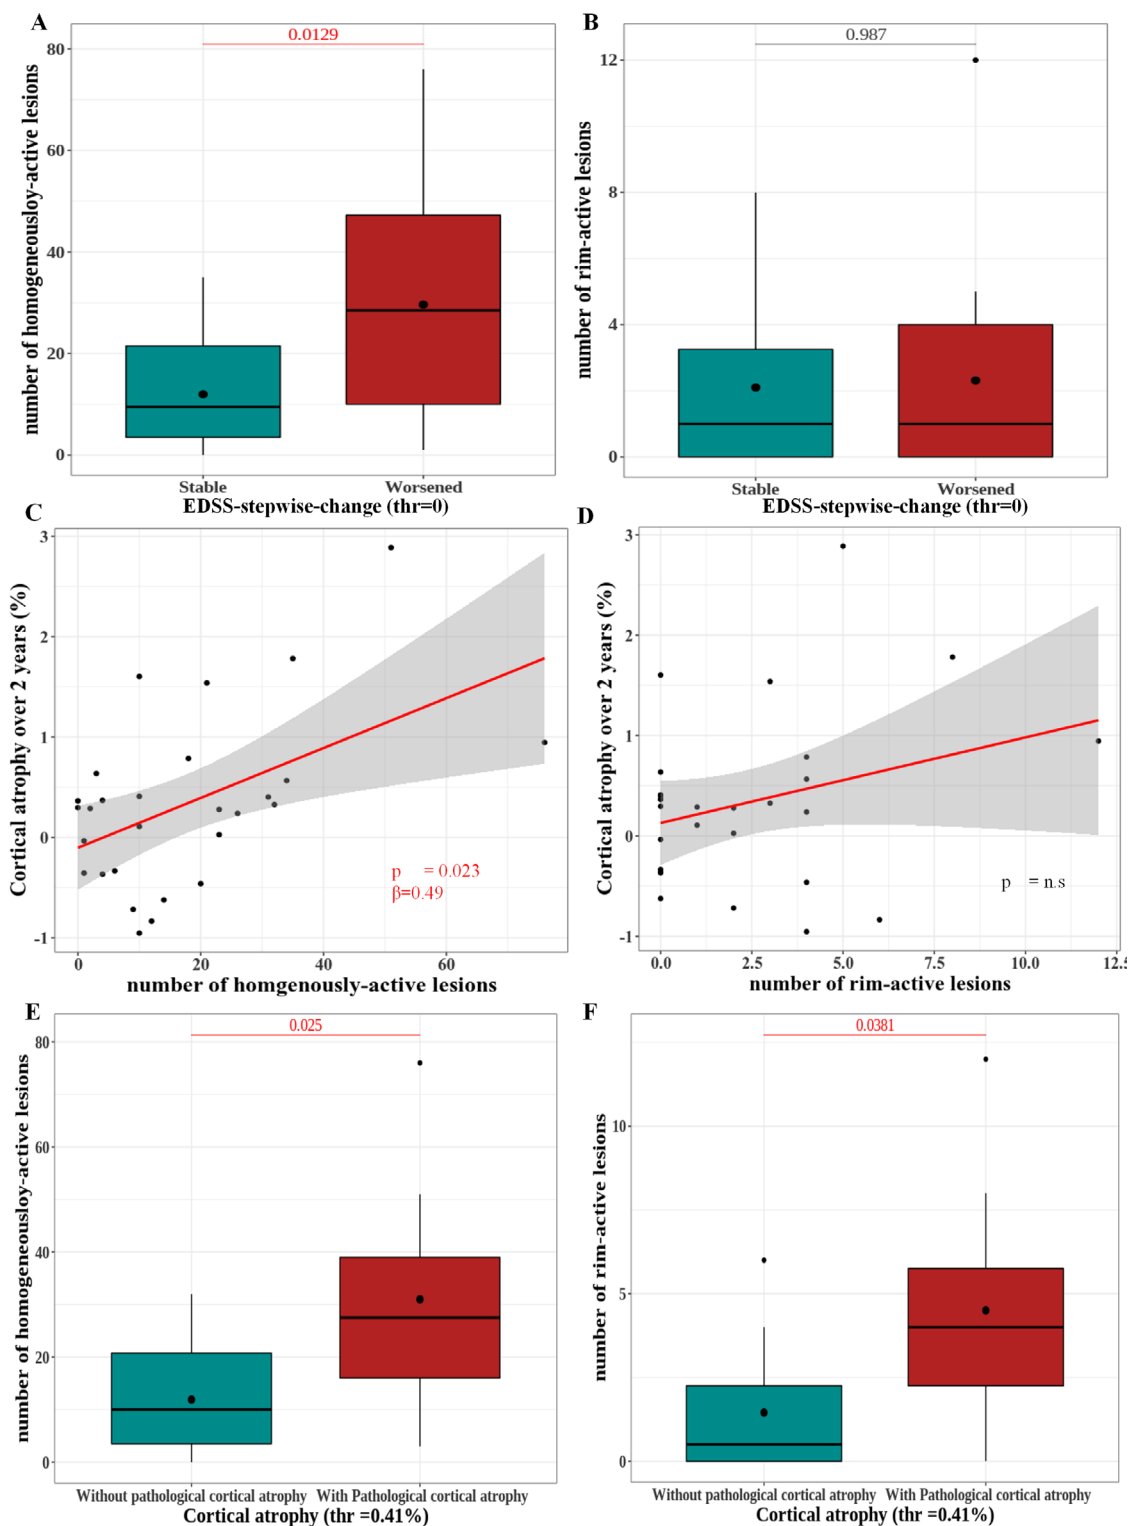 A
0.0129
number of homogeneousloy-active lesions
80
60
40
20
0
Stable
Worsened
EDSS-stepwise-change (thr=0)
B
0.987
number of rim-active lesions
12
8
4
0
Stable
Worsened
EDSS-stepwise-change (thr=0)
C
Cortical atrophy over 2 years (%)
3
2
1
0
-1
p = 0.023
β=0.49
0
20
40
60
number of homgenously-active lesions
D
Cortical atrophy over 2 years (%)
3
2
1
0
-1
p = n.s
0.0
2.5
5.0
7.5
10.0
12.5
number of rim-active lesions
E
0.025
number of homogeneousloy-active lesions
80
60
40
20
0
Without pathological cortical atrophy
With Pathological cortical atrophy
Cortical atrophy (thr =0.41%)
F
0.0381
number of rim-active lesions
10
5
0
Without pathological cortical atrophy
With Pathological cortical atrophy
Cortical atrophy (thr =0.41%)